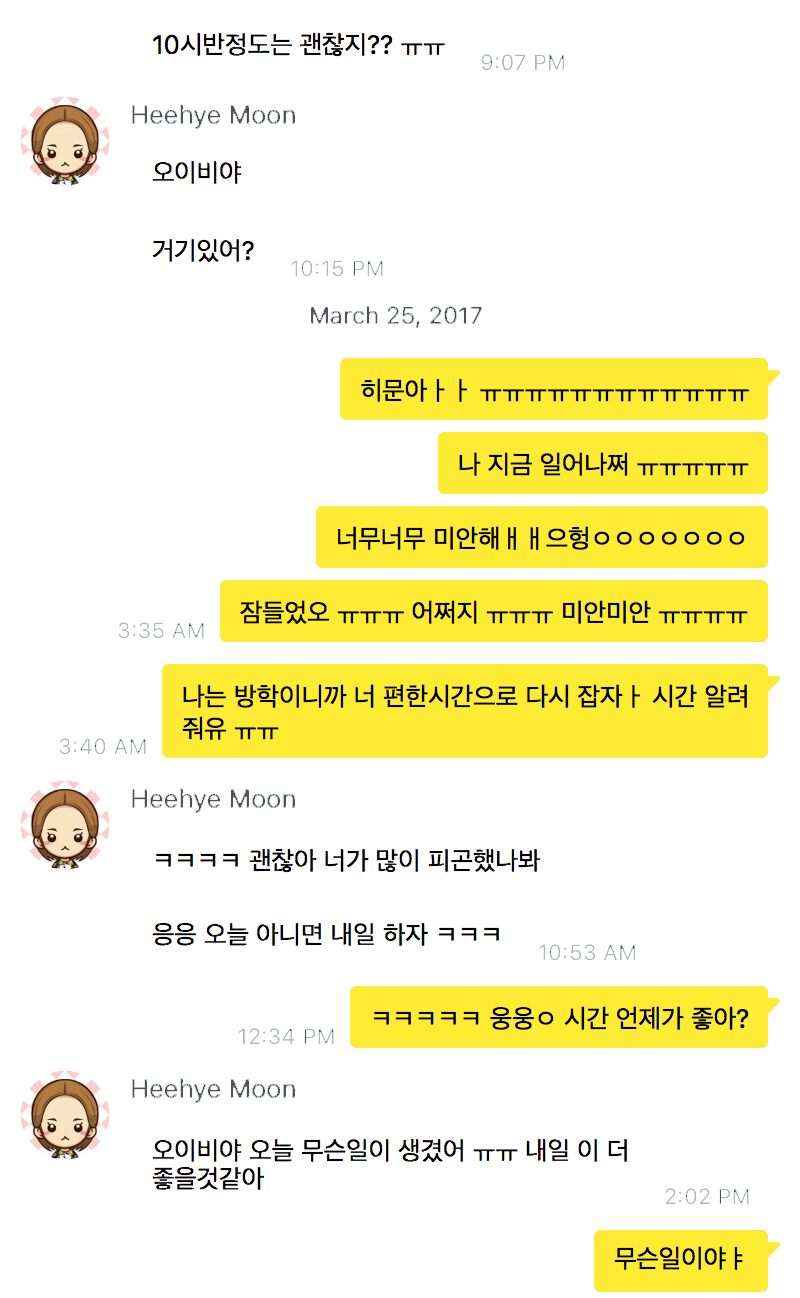 10시반정도는 괜찮지?? ㅠㅠ
9:07 PM
Heehye Moon
오이비야
거기있어?
10:15 PM
March 25, 2017
히문아ㅏㅏ ㅠㅠㅠㅠㅠㅠㅠㅠㅠㅠㅠㅠ
나 지금 일어나쩌 ㅠㅠㅠㅠㅠ
너무너무 미안해ㅐㅐ으헝ㅇㅇㅇㅇㅇㅇㅇ
잠들었오 ㅠㅠㅠ 어쩌지 ㅠㅠㅠ 미안미안 ㅠㅠㅠㅠ
3:35 AM
나는 방학이니까 너 편한시간으로 다시 잡자ㅏ 시간 알려
줘유 ㅠㅠ
3:40 AM
Heehye Moon
ㅋㅋㅋㅋ 괜찮아 너가 많이 피곤했나봐
응응 오늘 아니면 내일 하자 ㅋㅋㅋ
10:53 AM
ㅋㅋㅋㅋㅋ 웅웅ㅇ 시간 언제가 좋아?
12:34 PM
Heehye Moon
오이비야 오늘 무슨일이 생겼어 ㅠㅠ 내일 이 더
좋을것같아
2:02 PM
무슨일이야ㅑ